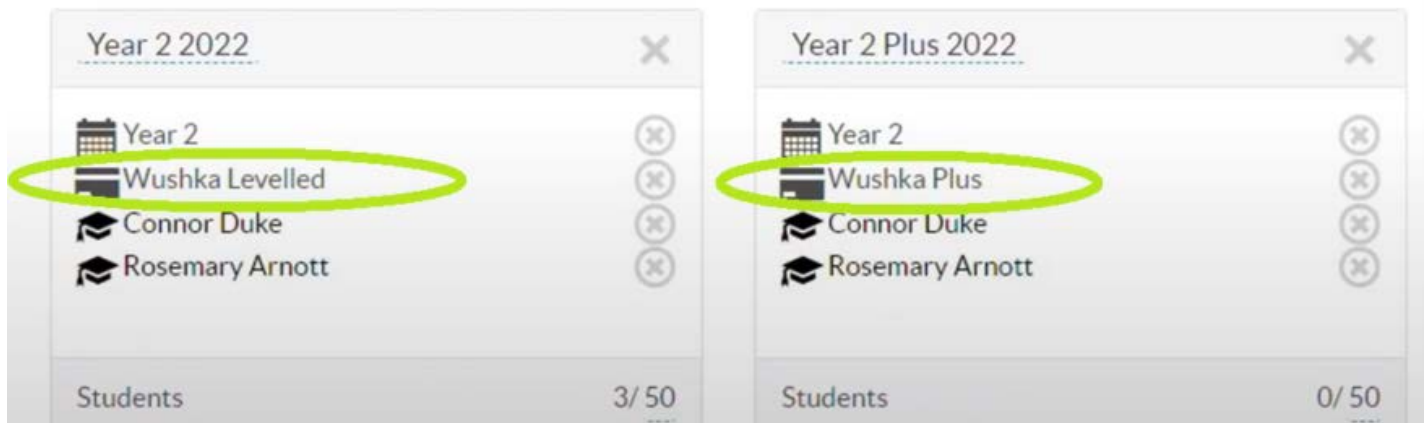 Year 2 2022
Year 2
Wushka Levelled
Connor Duke
Rosemary Arnott
Students 3/ 50
Year 2 Plus 2022
Year 2
Wushka Plus
Connor Duke
Rosemary Arnott
Students 0/ 50